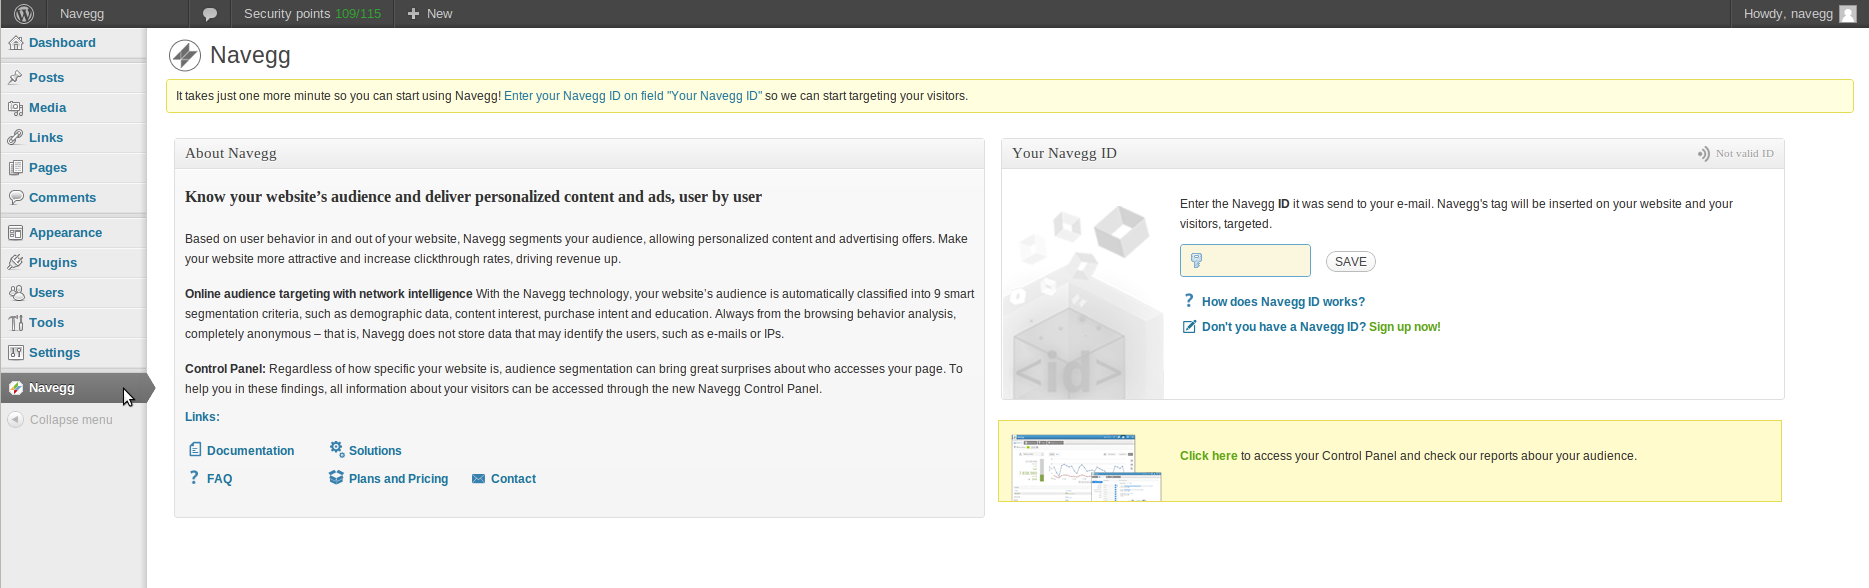 Navegg
Security points 109/115
New
Howdy, navegg
Dashboard
Posts
Media
Links
Pages
Comments
Appearance
Plugins
Users
Tools
Settings
Navegg
Collapse menu
Navegg
It takes just one more minute so you can start using Navegg! Enter your Navegg ID on field "Your Navegg ID" so we can start targeting your visitors.
About Navegg
Know your website’s audience and deliver personalized content and ads, user by user
Based on user behavior in and out of your website, Navegg segments your audience, allowing personalized content and advertising offers. Make
your website more attractive and increase clickthrough rates, driving revenue up.
Online audience targeting with network intelligence With the Navegg technology, your website’s audience is automatically classified into 9 smart
segmentation criteria, such as demographic data, content interest, purchase intent and education. Always from the browsing behavior analysis,
completely anonymous – that is, Navegg does not store data that may identify the users, such as e-mails or IPs.
Control Panel: Regardless of how specific your website is, audience segmentation can bring great surprises about who accesses your page. To
help you in these findings, all information about your visitors can be accessed through the new Navegg Control Panel.
Links:
Documentation
Solutions
? FAQ
Plans and Pricing
Contact
Your Navegg ID
Not valid ID
<id>
Enter the Navegg ID it was send to your e-mail. Navegg's tag will be inserted on your website and your
visitors, targeted.
SAVE
? How does Navegg ID works?
Don't you have a Navegg ID? Sign up now!
Click here to access your Control Panel and check our reports abour your audience.